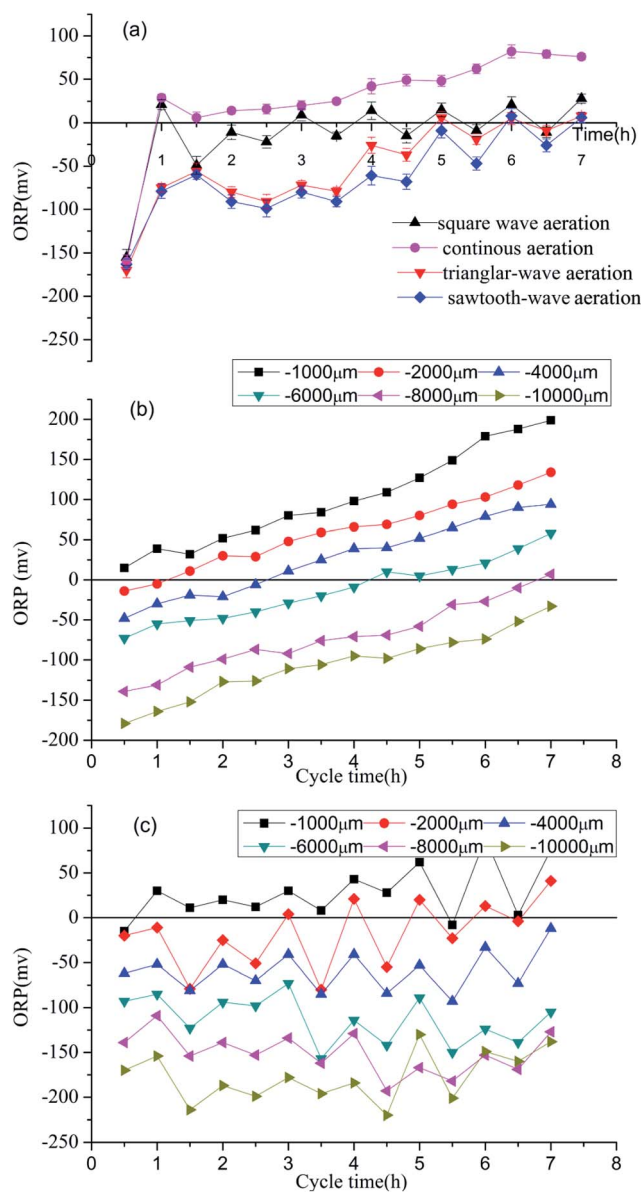 (a)
100
50
0
-50
-100
-150
-200
-250
ORP(mv)
0 1 2 3 4 5 6 7
Time(h)
square wave aeration
continous aeration
trianglar-wave aeration
sawtooth-wave aeration
-1000μm -2000μm -4000μm
-6000μm -8000μm -10000μm
(b)
200
150
100
50
0
-50
-100
-150
-200
ORP (mv)
0 1 2 3 4 5 6 7 8
Cycle time(h)
(c)
-1000μm -2000μm -4000μm
-6000μm -8000μm -10000μm
100
50
0
-50
-100
-150
-200
-250
ORP(mv)
0 1 2 3 4 5 6 7 8
Cycle time(h)